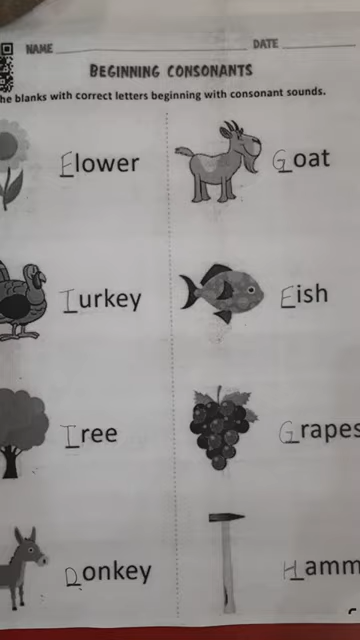 NAME DATE
BEGINNING CONSONANTS
he blanks with correct letters beginning with consonant sounds.
Flower Goat
Turkey Fish
Tree Grapes
Donkey Hamm